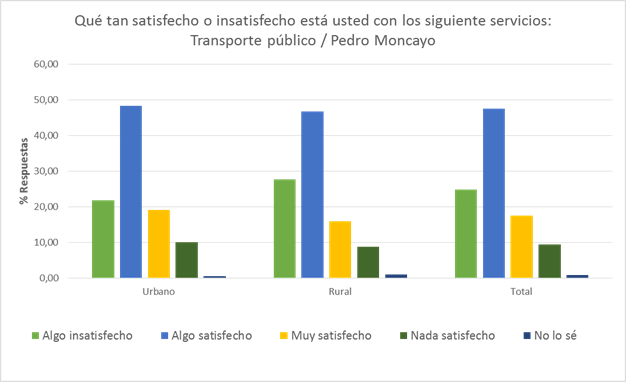 Qué tan satisfecho o insatisfecho está usted con los siguiente servicios:
Transporte público / Pedro Moncayo
60,00
50,00
40,00
30,00
20,00
10,00
0,00
% Respuestas
Urbano Rural Total
Algo insatisfecho Algo satisfecho Muy satisfecho Nada satisfecho No lo sé